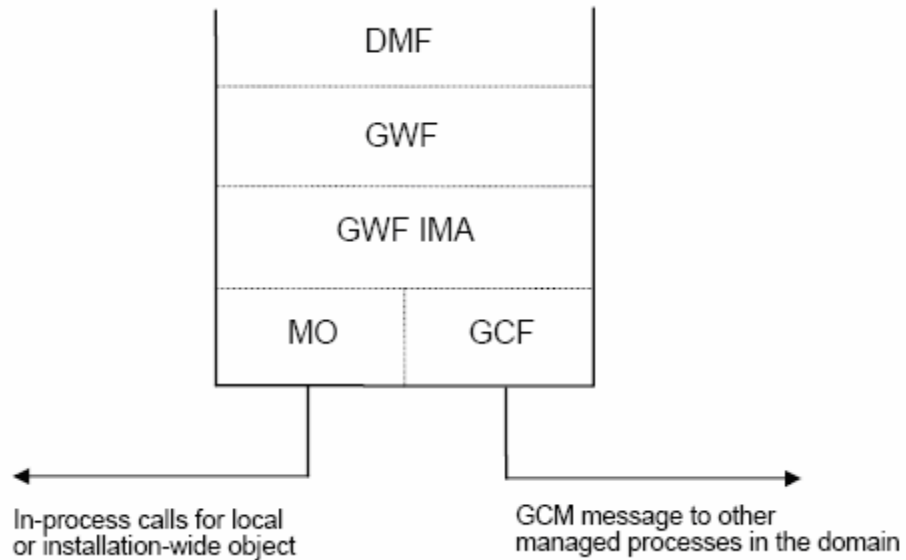 DMF
GWF
GWF IMA
MO
GCF
In-process calls for local
or installation-wide object
GCM message to other
managed processes in the domain